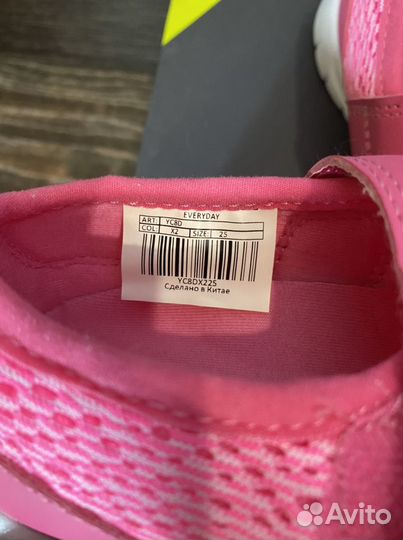 EVERYDAY
ART. YC8D
COL. X2 SIZE 25
YC8DX225
Сделано в Китае
Avito